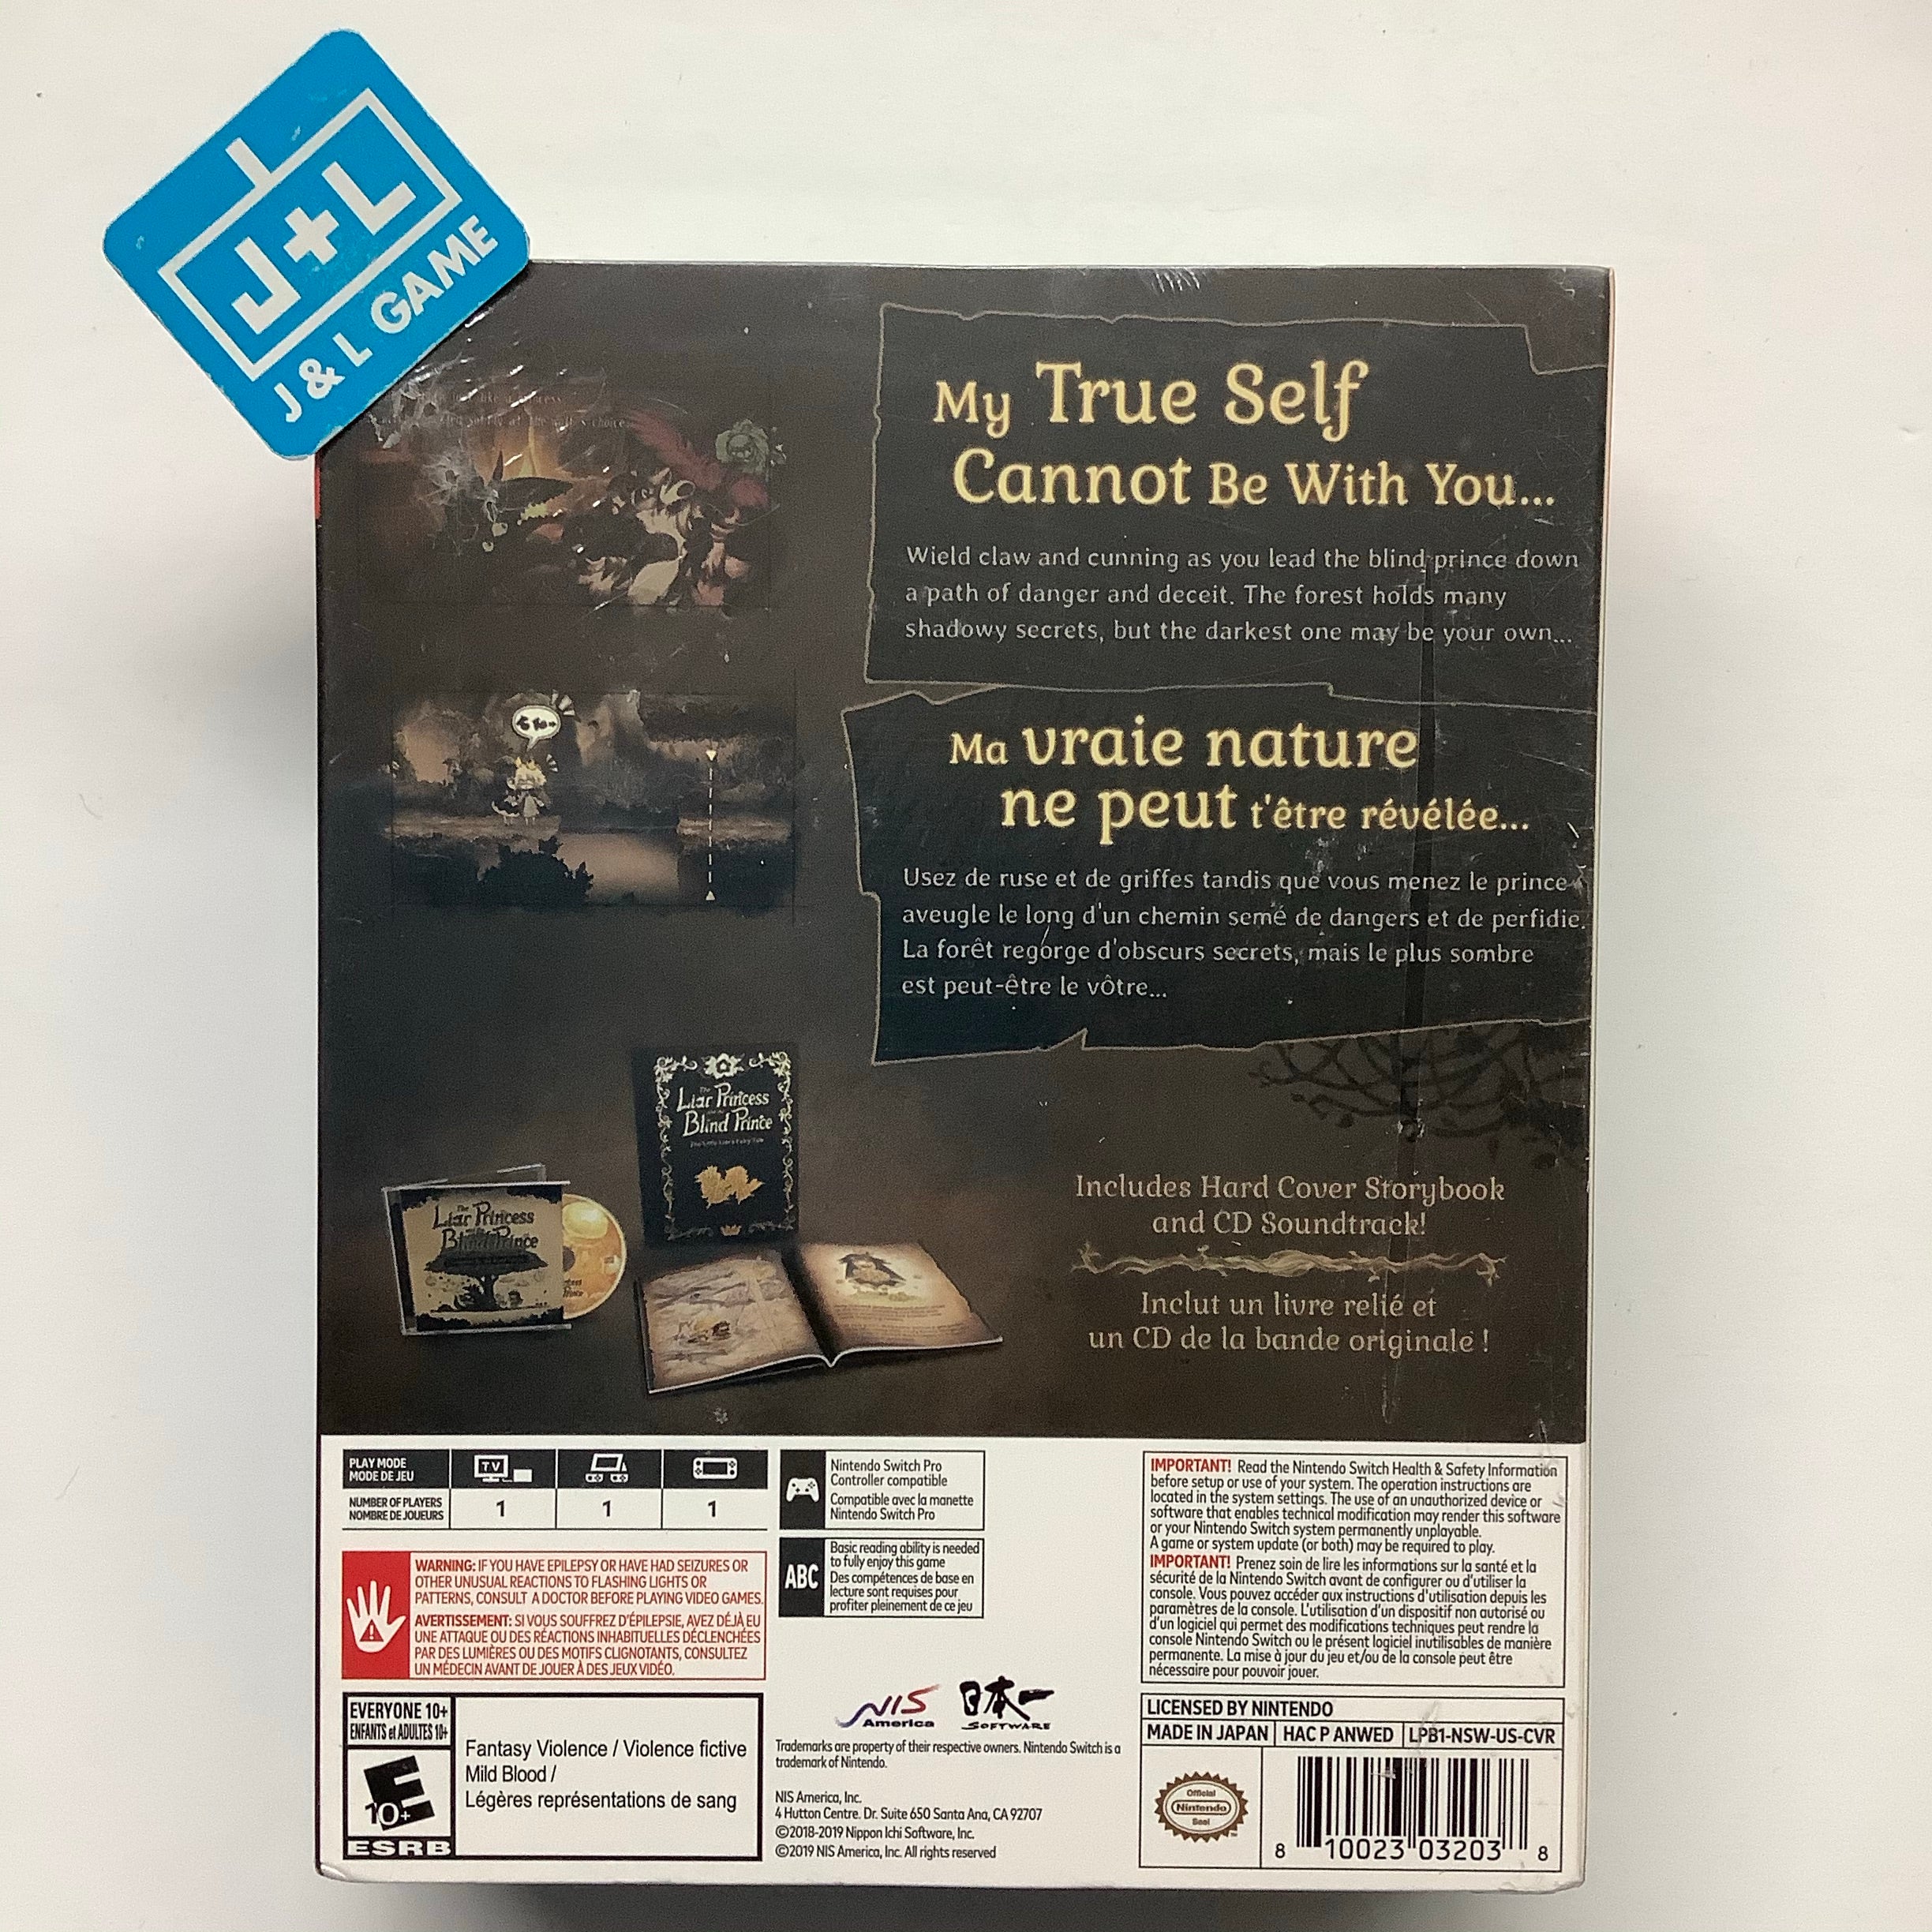 J+L
J & L GAME
My True Self
Cannot Be With You...
Wield claw and cunning as you lead the blind prince down
a path of danger and deceit. The forest holds many
shadowy secrets, but the darkest one may be your own...
Ma vraie nature
ne peut t'être révélée...
Usez de ruse et de griffes tandis que vous menez le prince
aveugle le long d'un chemin semé de dangers et de perfidie.
La forêt regorge d'obscurs secrets, mais le plus sombre
est peut-être le vôtre...
The
Liar Princess
and the
Blind Prince
The
Liar Princess
Blind Prince
Includes Hard Cover Storybook
and CD Soundtrack!
Inclut un livre relié et
un CD de la bande originale !
PLAY MODE
MODE DE JEU
TV
NUMBER OF PLAYERS
NOMBRE DE JOUEURS
1 1 1
Nintendo Switch Pro
Controller compatible
Compatible avec la manette
Nintendo Switch Pro
ABC
Basic reading ability is needed
to fully enjoy this game
Des compétences de base en
lecture sont requises pour
profiter pleinement de ce jeu
WARNING: IF YOU HAVE EPILEPSY OR HAVE HAD SEIZURES OR
OTHER UNUSUAL REACTIONS TO FLASHING LIGHTS OR
PATTERNS, CONSULT A DOCTOR BEFORE PLAYING VIDEO GAMES.
AVERTISSEMENT: SI VOUS SOUFFREZ D'ÉPILEPSIE, AVEZ DÉJÀ EU
UNE ATTAQUE OU DES RÉACTIONS INHABITUELLES DÉCLENCHÉES
PAR DES LUMIÈRES OU DES MOTIFS CLIGNOTANTS, CONSULTEZ
UN MÉDECIN AVANT DE JOUER À DES JEUX VIDÉO.
IMPORTANT! Read the Nintendo Switch Health & Safety Information
before setup or use of your system. The operation instructions are
located in the system settings. The use of an unauthorized device or
software that enables technical modification may render this software
or your Nintendo Switch system permanently unplayable.
A game or system update (or both) may be required to play.
IMPORTANT! Prenez soin de lire les informations sur la santé et la
sécurité de la Nintendo Switch avant de configurer ou d'utiliser la
console. Vous pouvez accéder aux instructions d'utilisation depuis les
paramètres de la console. L'utilisation d'un dispositif non autorisé ou
d'un logiciel qui permet des modifications techniques peut rendre la
console Nintendo Switch ou le présent logiciel inutilisables de manière
permanente. La mise à jour du jeu et/ou de la console peut être
nécessaire pour pouvoir jouer.
EVERYONE 10+
ENFANTS et ADULTES 10+
E
10+
ESRB
Fantasy Violence / Violence fictive
Mild Blood /
Légères représentations de sang
NIS
America
日本一
SOFTWARE
Trademarks are property of their respective owners. Nintendo Switch is a
trademark of Nintendo.
NIS America, Inc.
4 Hutton Centre. Dr. Suite 650 Santa Ana, CA 92707
©2018-2019 Nippon Ichi Software, Inc.
©2019 NIS America, Inc. All rights reserved
LICENSED BY NINTENDO
MADE IN JAPAN HAC P ANWED LPB1-NSW-US-CVR
Official
Nintendo
Seal
8 10023 03203 8